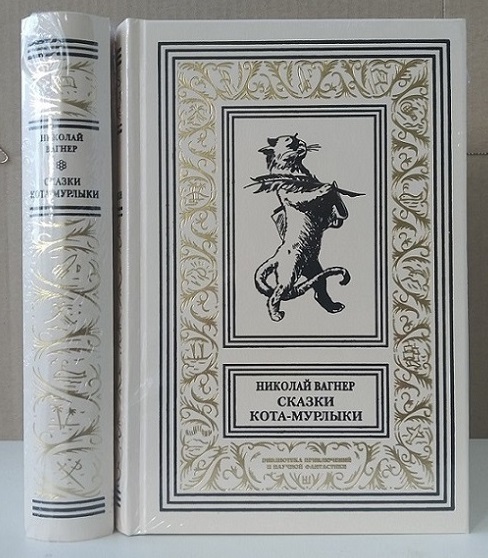 НИКОЛАЙ
ВАГНЕР
СКАЗКИ
КОТА-МУРЛЫКИ
НИКОЛАЙ ВАГНЕР
СКАЗКИ
КОТА-МУРЛЫКИ
БИБЛИОТЕКА ПРИКЛЮЧЕНИЙ
И НАУЧНОЙ ФАНТАСТИКИ